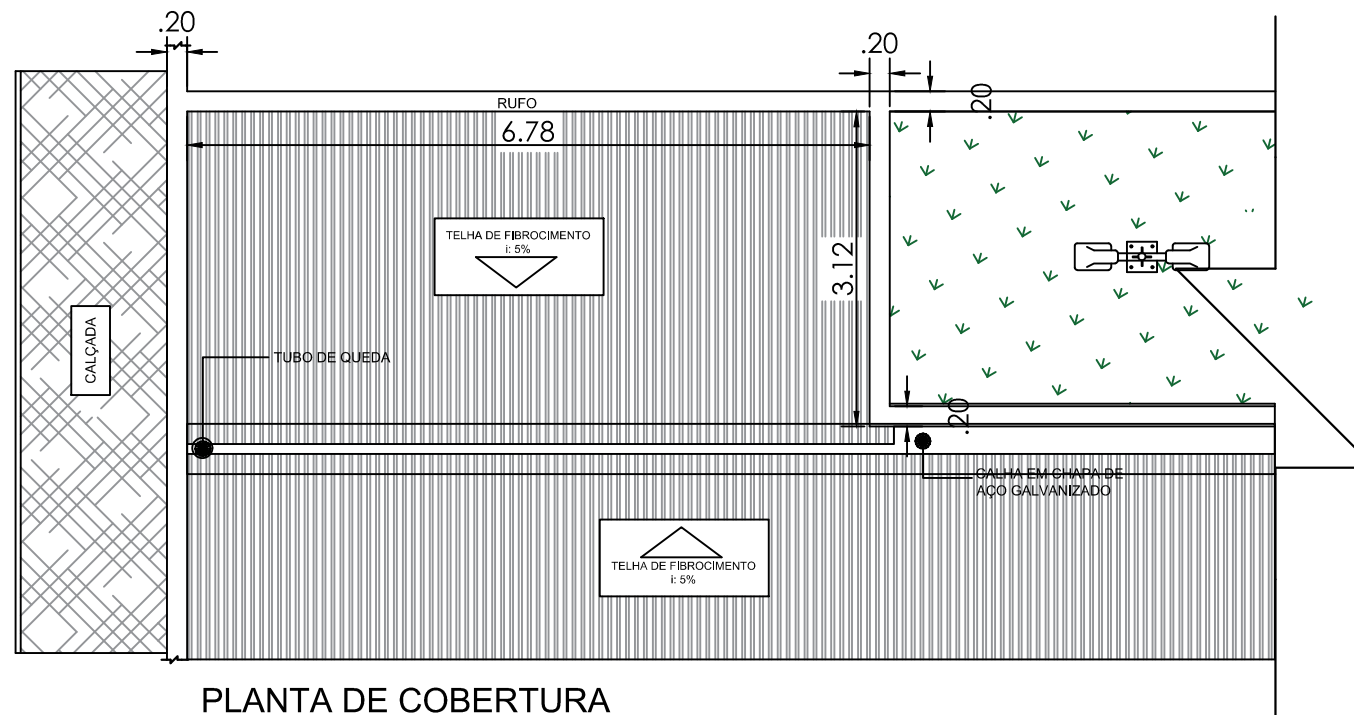 .20
.20
.20
RUFO
6.78
TELHA DE FIBROCIMENTO
i: 5%
3.12
CALÇADA
TUBO DE QUEDA
.20
CALHA EM CHAPA DE
AÇO GALVANIZADO
TELHA DE FIBROCIMENTO
i: 5%
PLANTA DE COBERTURA